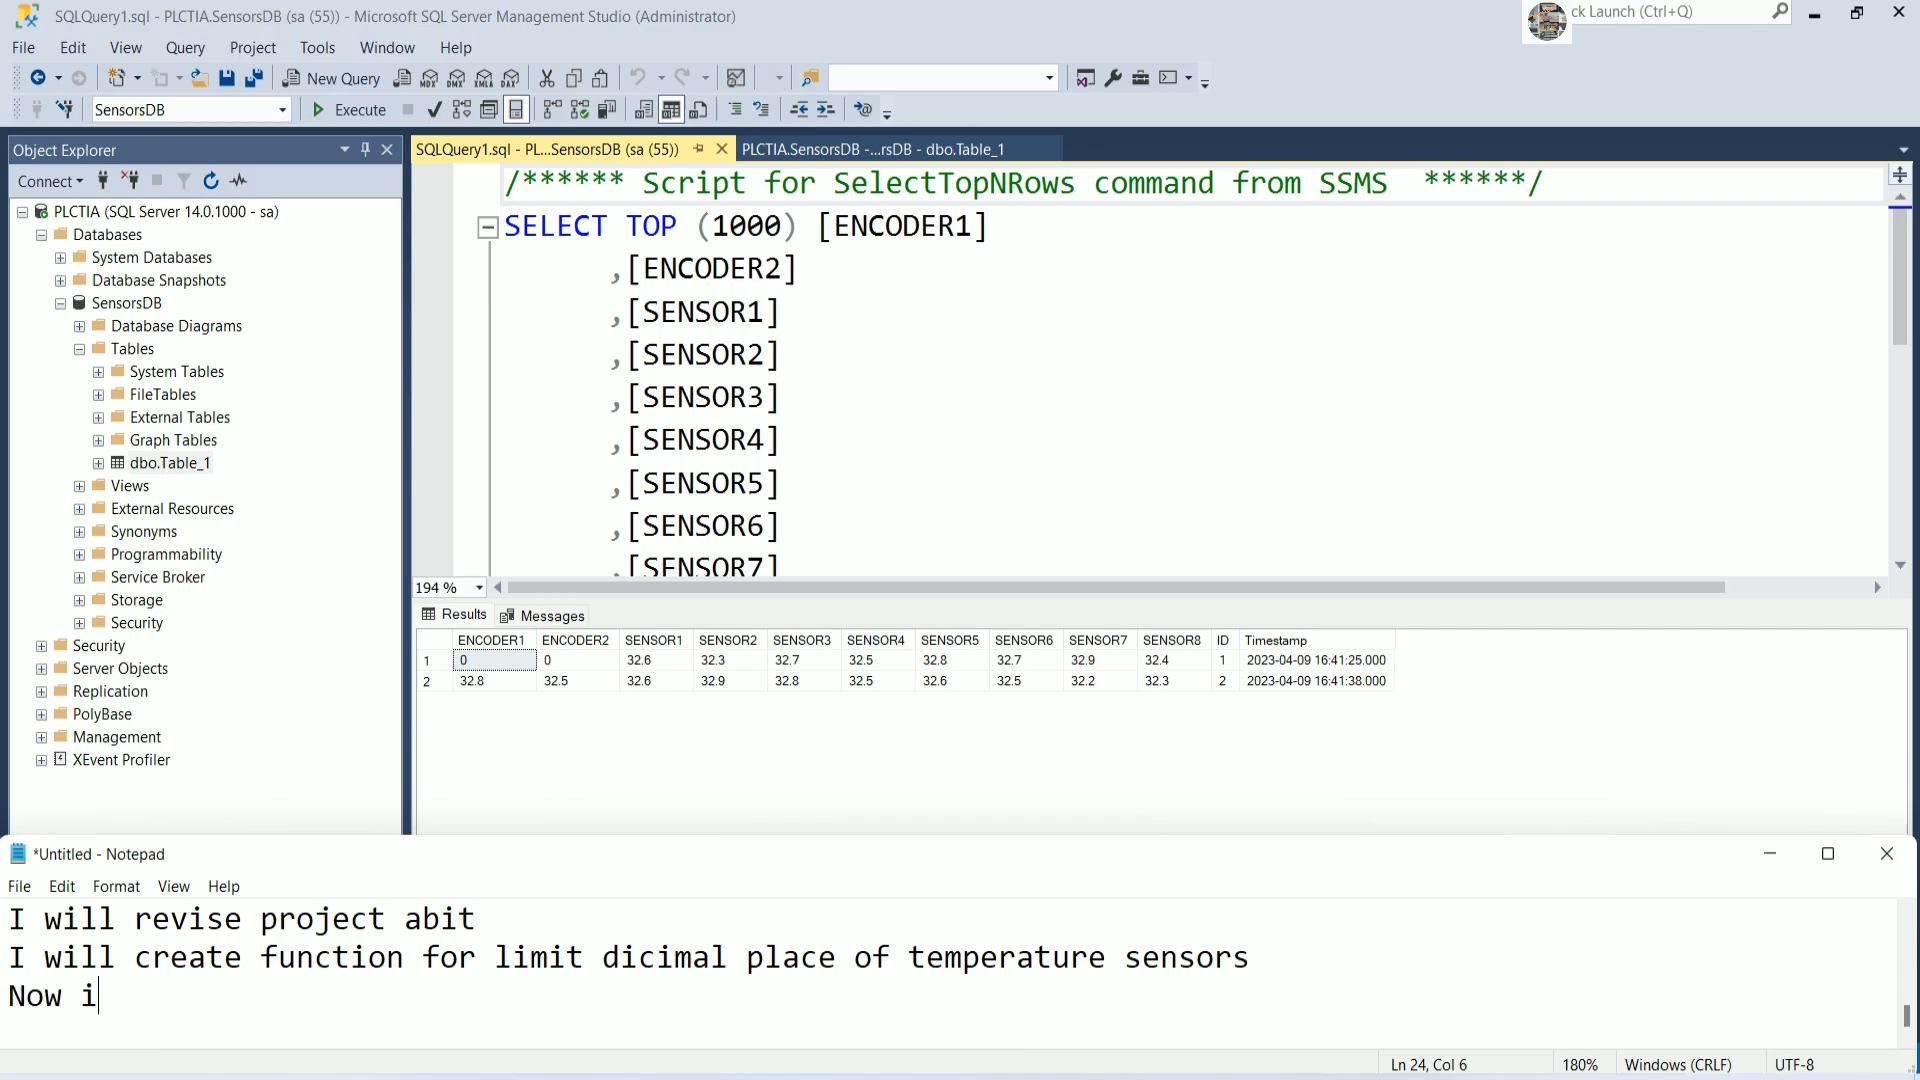 SQLQuery1.sql - PLCTIA.SensorsDB (sa (55)) - Microsoft SQL Server Management Studio (Administrator)
ck Launch (Ctrl+Q)
File Edit View Query Project Tools Window Help
New Query MDX DMX XMLA DAX
SensorsDB Execute
Object Explorer
SQLQuery1.sql - PL...SensorsDB (sa (55)) PLCTIA.SensorsDB -...rsDB - dbo.Table_1
Connect
PLCTIA (SQL Server 14.0.1000 - sa)
Databases
System Databases
Database Snapshots
SensorsDB
Database Diagrams
Tables
System Tables
FileTables
External Tables
Graph Tables
dbo.Table_1
Views
External Resources
Synonyms
Programmability
Service Broker
Storage
Security
Security
Server Objects
Replication
PolyBase
Management
XEvent Profiler
/****** Script for SelectTopNRows command from SSMS ******/
SELECT TOP (1000) [ENCODER1]
,[ENCODER2]
,[SENSOR1]
,[SENSOR2]
,[SENSOR3]
,[SENSOR4]
,[SENSOR5]
,[SENSOR6]
,[SENSOR7]
194 %
Results Messages
ENCODER1 ENCODER2 SENSOR1 SENSOR2 SENSOR3 SENSOR4 SENSOR5 SENSOR6 SENSOR7 SENSOR8 ID Timestamp
1 0 0 32.6 32.3 32.7 32.5 32.8 32.7 32.9 32.4 1 2023-04-09 16:41:25.000
2 32.8 32.5 32.6 32.9 32.8 32.5 32.6 32.5 32.2 32.3 2 2023-04-09 16:41:38.000
*Untitled - Notepad
File Edit Format View Help
I will revise project abit
I will create function for limit dicimal place of temperature sensors
Now i
Ln 24, Col 6 180% Windows (CRLF) UTF-8